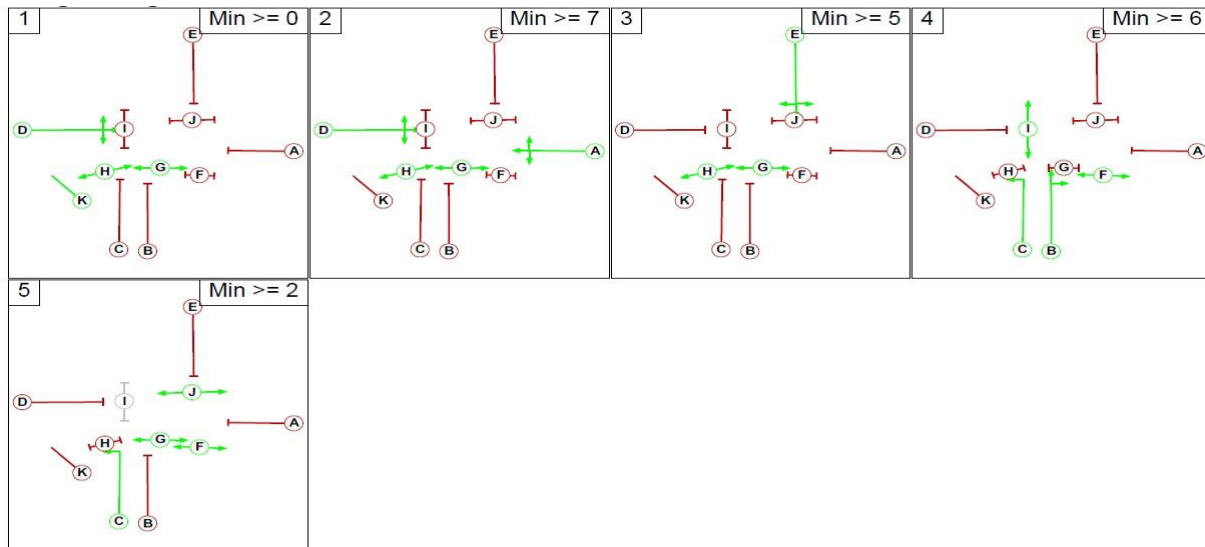 1 Min >= 0 2 Min >= 7 3 Min >= 5 4 Min >= 6
E E E E
J J J J
D I D I D I D I
A A A A
H G F H G F H G F H G F
K K K K
C B C B C B C B
5 Min >= 2
E
J
D I
A
H G F
K
C B